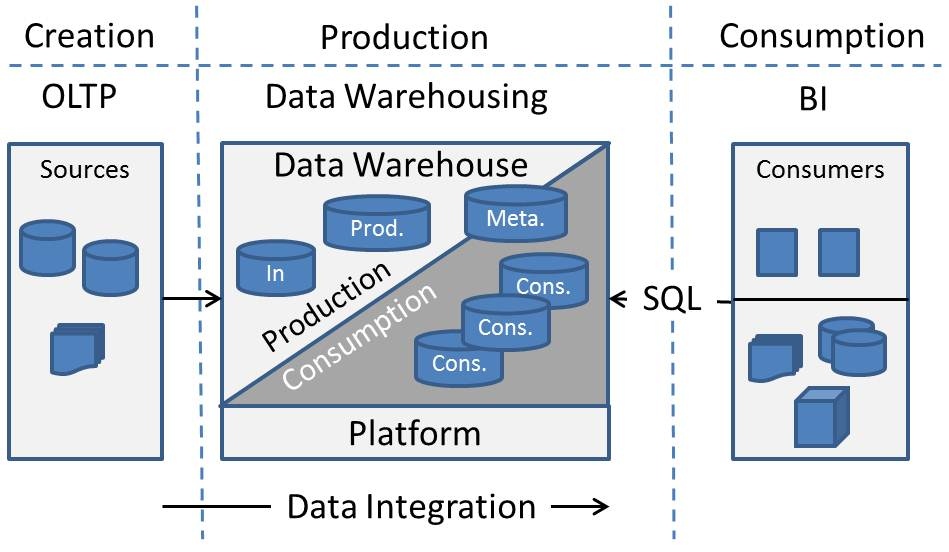 Creation
Production
Consumption
OLTP
Data Warehousing
BI
Sources
Data Warehouse
Consumers
Prod.
Meta.
In
Production
Consumption
Cons.
Cons.
Cons.
SQL
Platform
Data Integration